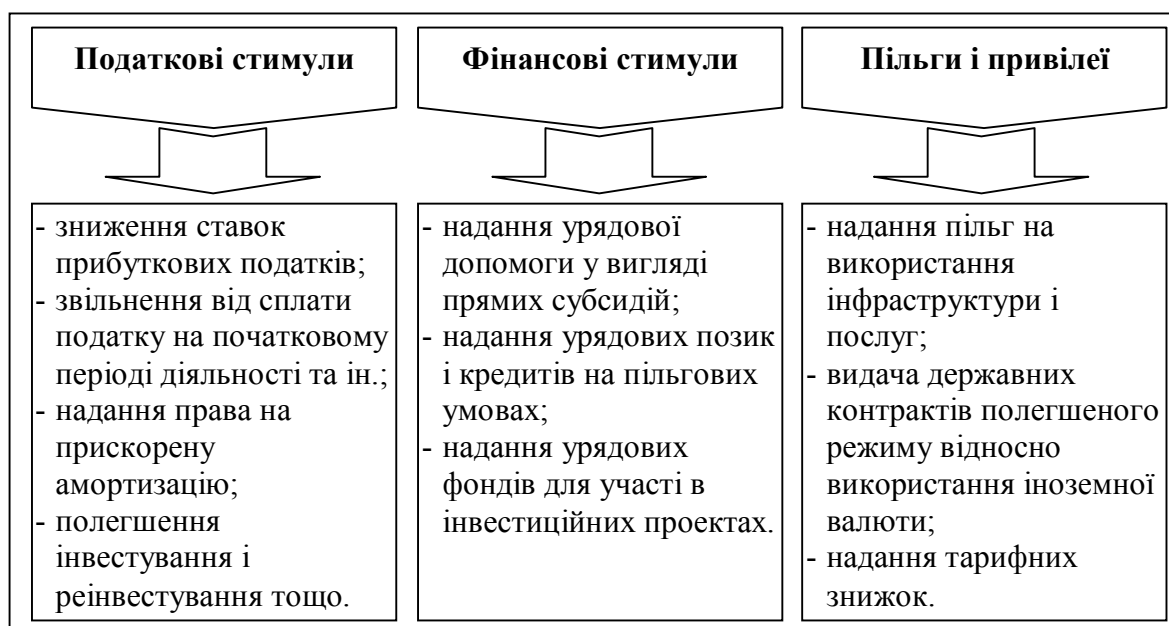 Податкові стимули
- зниження ставок
прибуткових податків;
- звільнення від сплати
податку на початковому
періоді діяльності та ін.;
- надання права на
прискорену
амортизацію;
- полегшення
інвестування і
реінвестування тощо.
Фінансові стимули
- надання урядової
допомоги у вигляді
прямих субсидій;
- надання урядових позик
і кредитів на пільгових
умовах;
- надання урядових
фондів для участі в
інвестиційних проектах.
Пільги і привілеї
- надання пільг на
використання
інфраструктури і
послуг;
- видача державних
контрактів полегшеного
режиму відносно
використання іноземної
валюти;
- надання тарифних
знижок.